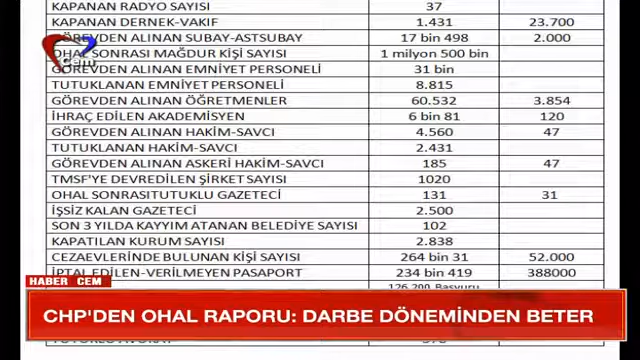 KAPANAN RADYO SAYISI 37
KAPANAN DERNEK-VAKIF 1.431 23.700
GÖREVDEN ALINAN SUBAY-ASTSUBAY 17 bin 498 2.000
OHAL SONRASI MAĞDUR KİŞİ SAYISI 1 milyon 500 bin
Cem
GÖREVDEN ALINAN EMNİYET PERSONELİ 31 bin
TUTUKLANAN EMNİYET PERSONELİ 8.815
GÖREVDEN ALINAN ÖĞRETMENLER 60.532 3.854
İHRAÇ EDİLEN AKADEMİSYEN 6 bin 81 120
GÖREVDEN ALINAN HAKİM-SAVCI 4.560 47
TUTUKLANAN HAKİM-SAVCI 2.431
GÖREVDEN ALINAN ASKERİ HAKİM-SAVCI 185 47
TMSF'YE DEVREDİLEN ŞİRKET SAYISI 1020
OHAL SONRASITUTUKLU GAZETECİ 131 31
İŞSİZ KALAN GAZETECİ 2.500
SON 3 YILDA KAYYIM ATANAN BELEDİYE SAYISI 102
KAPATILAN KURUM SAYISI 2.838
CEZAEVLERİNDE BULUNAN KİŞİ SAYISI 264 bin 31 52.000
İPTAL EDİLEN-VERİLMEYEN PASAPORT 234 bin 419 388000
HABER CEM
126.200 Başvuru
CHP'DEN OHAL RAPORU: DARBE DÖNEMİNDEN BETER